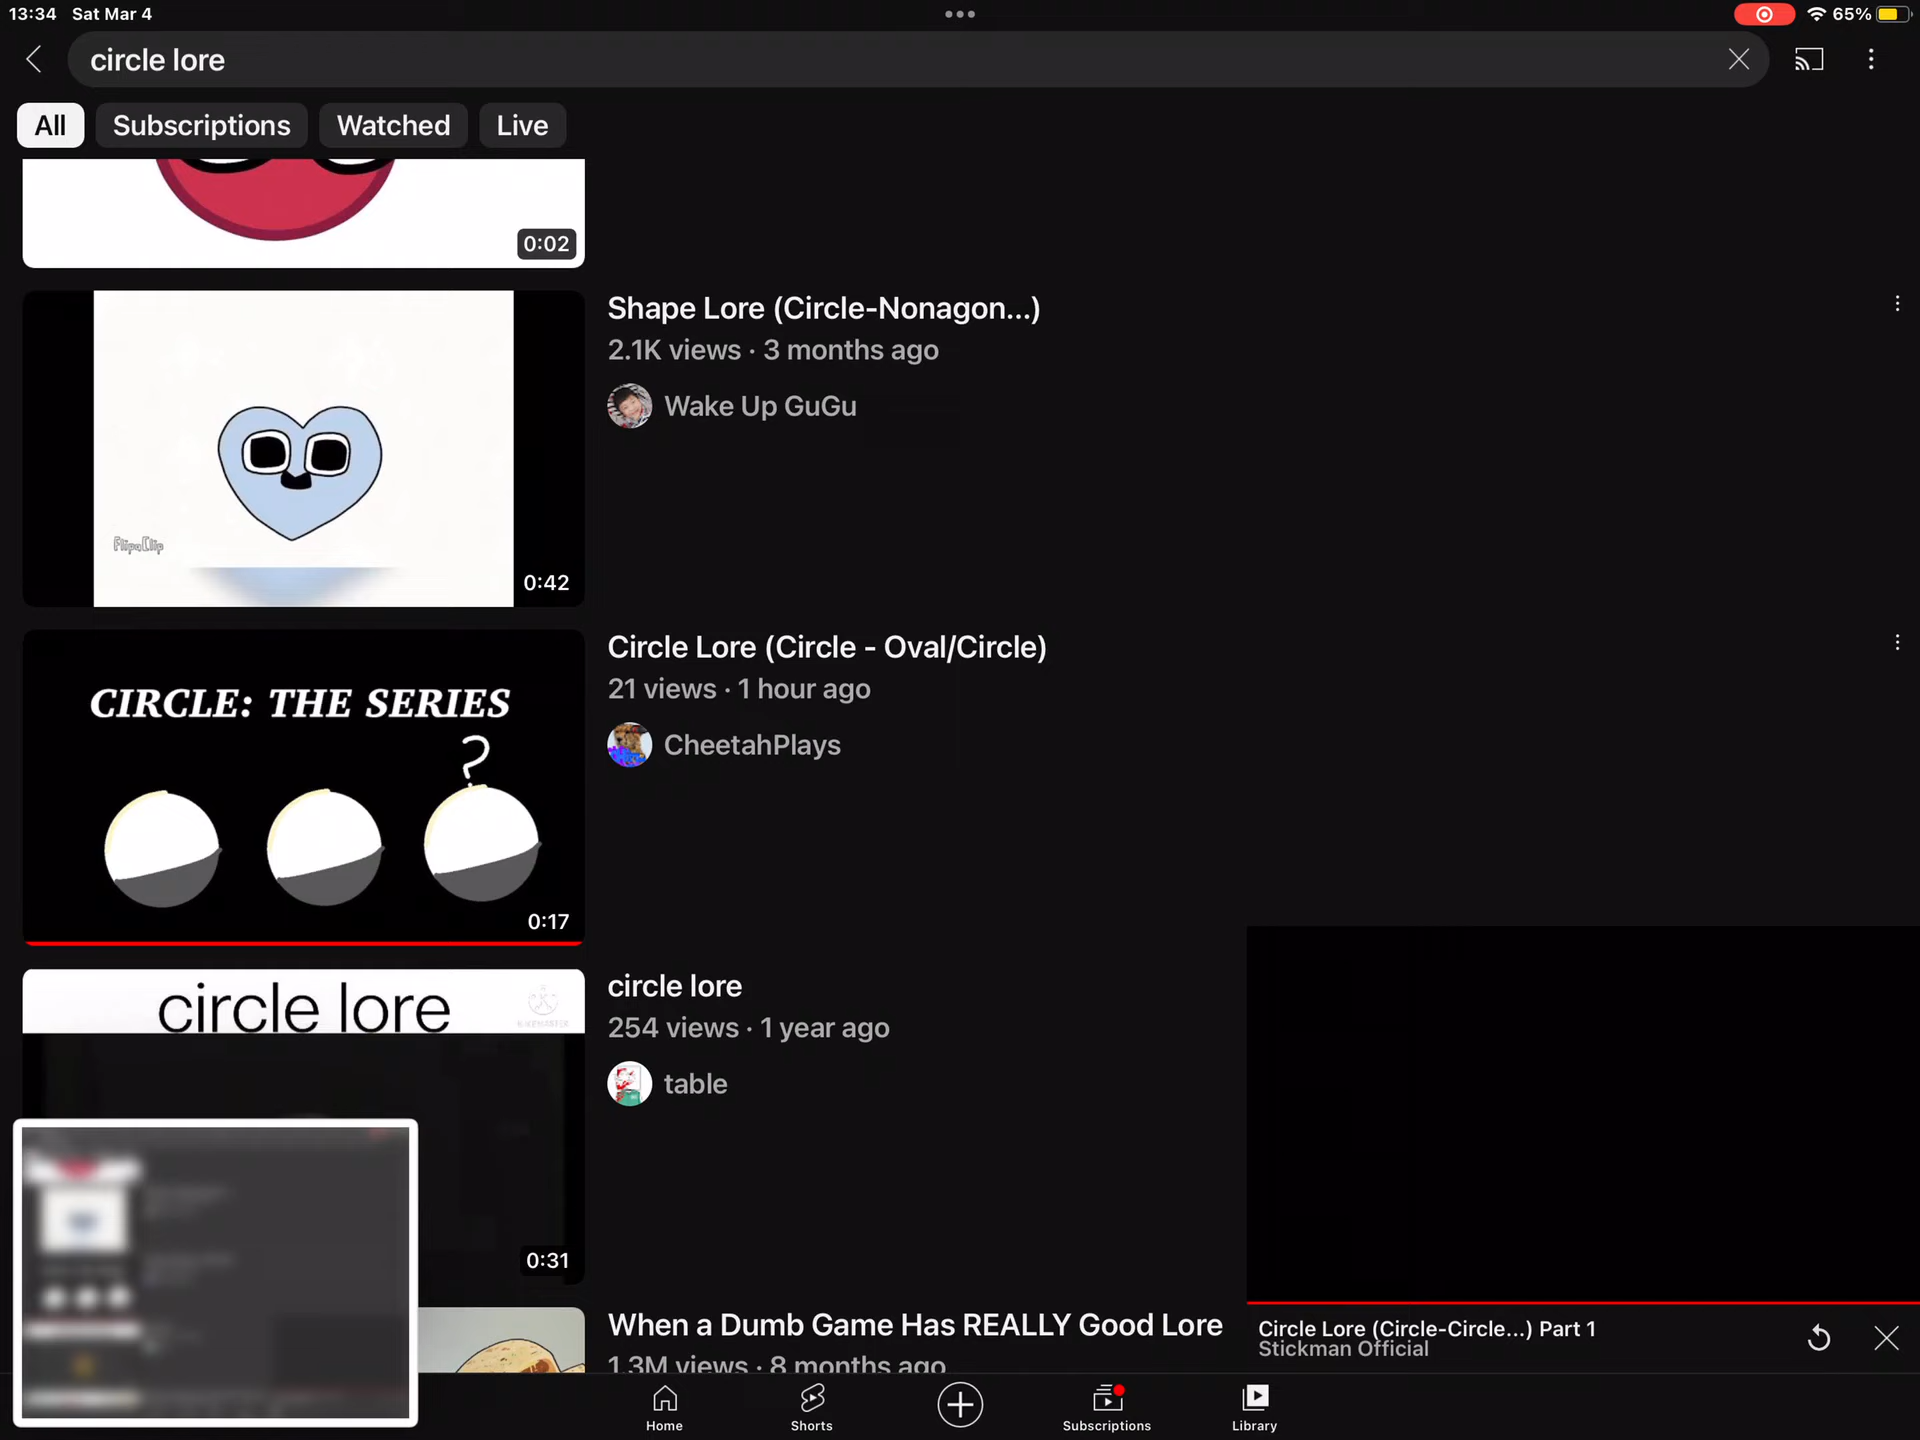 13:34 Sat Mar 4
65%
circle lore
All Subscriptions Watched Live
0:02
Shape Lore (Circle-Nonagon...)
2.1K views · 3 months ago
Wake Up GuGu
FlipaClip
0:42
CIRCLE: THE SERIES
?
0:17
Circle Lore (Circle - Oval/Circle)
21 views · 1 hour ago
CheetahPlays
circle lore
0:31
circle lore
254 views · 1 year ago
table
When a Dumb Game Has REALLY Good Lore
1.3M views · 8 months ago
Circle Lore (Circle-Circle...) Part 1
Stickman Official
Home Shorts Subscriptions Library